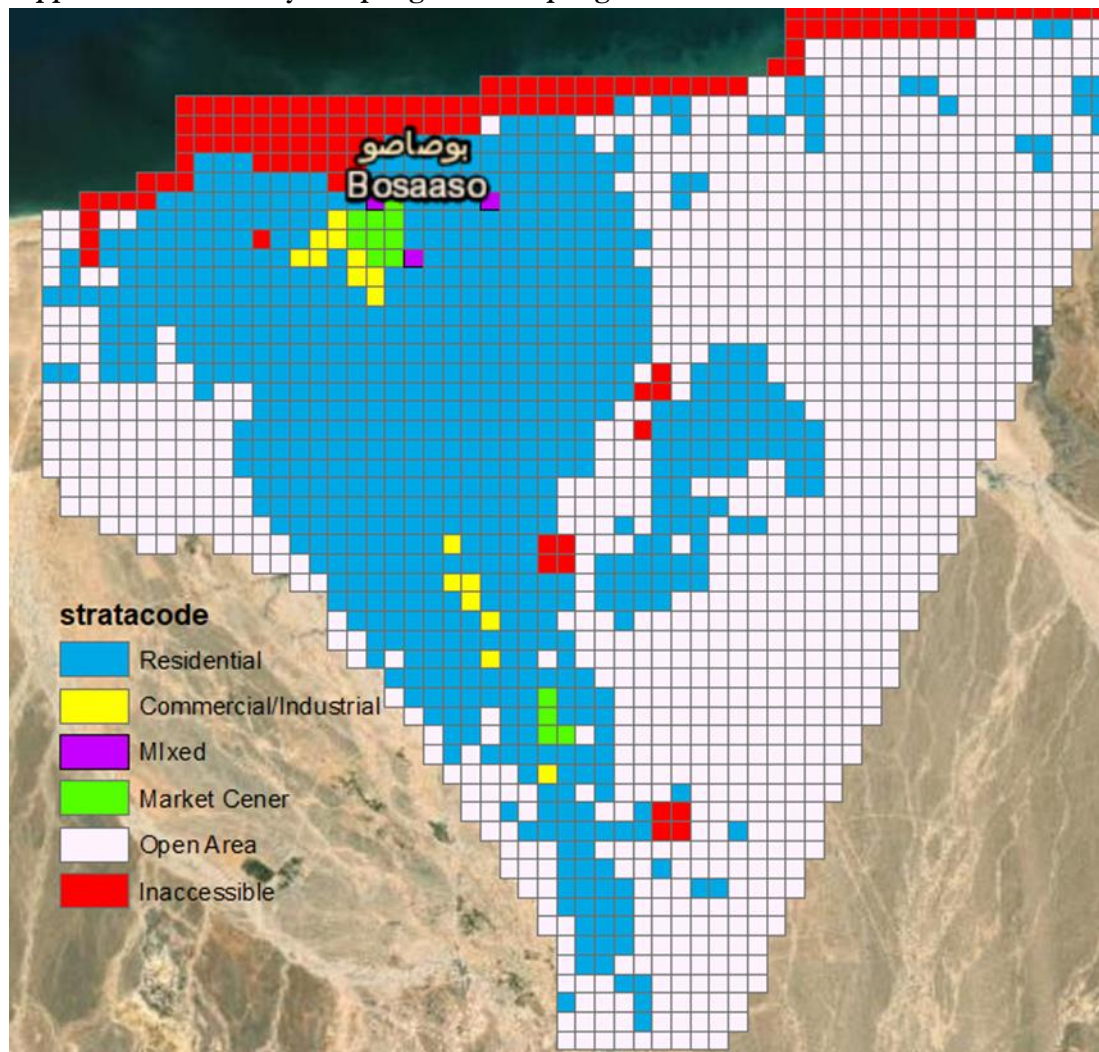 بوصاصو
Bosaaso
stratacode
Residential
Commercial/Industrial
MIxed
Market Cener
Open Area
Inaccessible